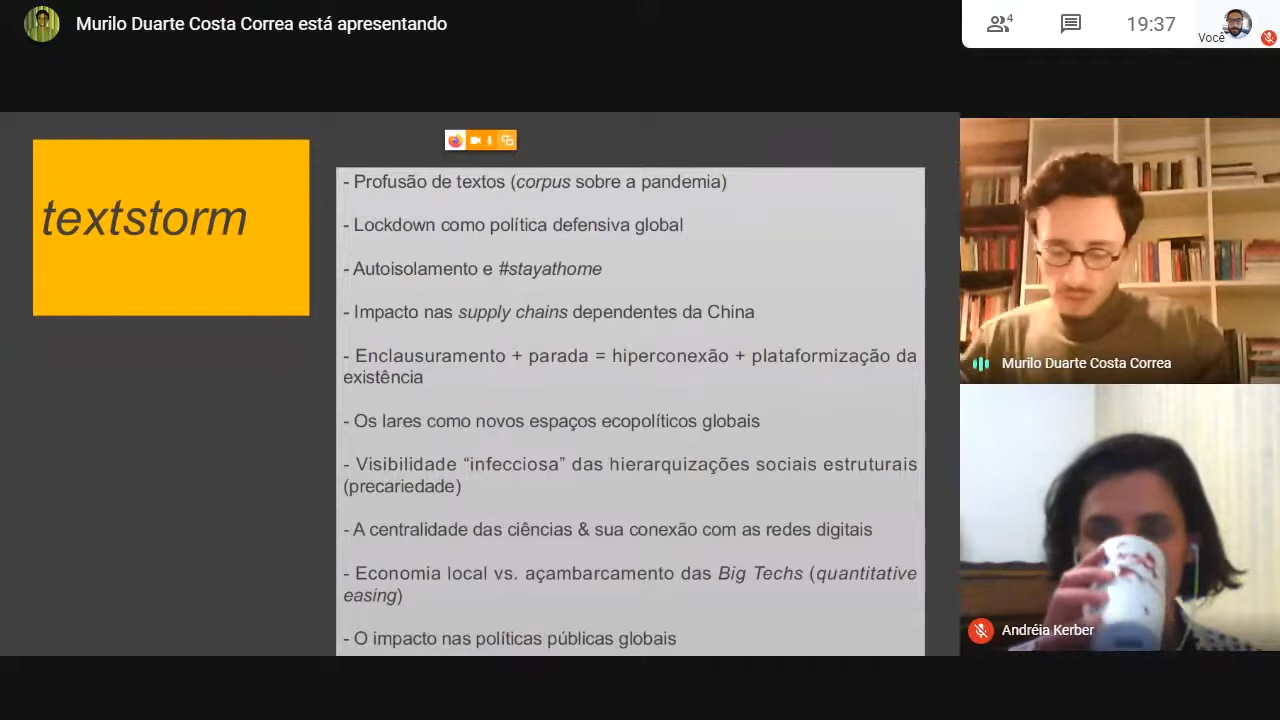 Murilo Duarte Costa Correa está apresentando
4
19:37
Você
textstorm
- Profusão de textos (corpus sobre a pandemia)
- Lockdown como política defensiva global
- Autoisolamento e #stayathome
- Impacto nas supply chains dependentes da China
- Enclausuramento + parada = hiperconexão + plataformização da
existência
- Os lares como novos espaços ecopolíticos globais
- Visibilidade “infecciosa” das hierarquizações sociais estruturais
(precariedade)
- A centralidade das ciências & sua conexão com as redes digitais
- Economia local vs. açambarcamento das Big Techs (quantitative
easing)
- O impacto nas políticas públicas globais
Murilo Duarte Costa Correa
Andréia Kerber